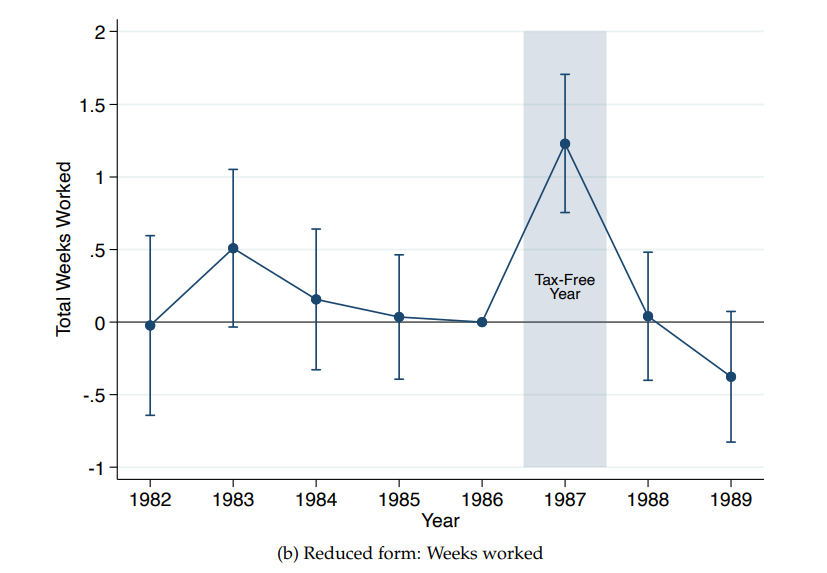 2
1.5
1
.5
0
-.5
-1
Total Weeks Worked
Tax-Free
Year
1982 1983 1984 1985 1986 1987 1988 1989
Year
(b) Reduced form: Weeks worked